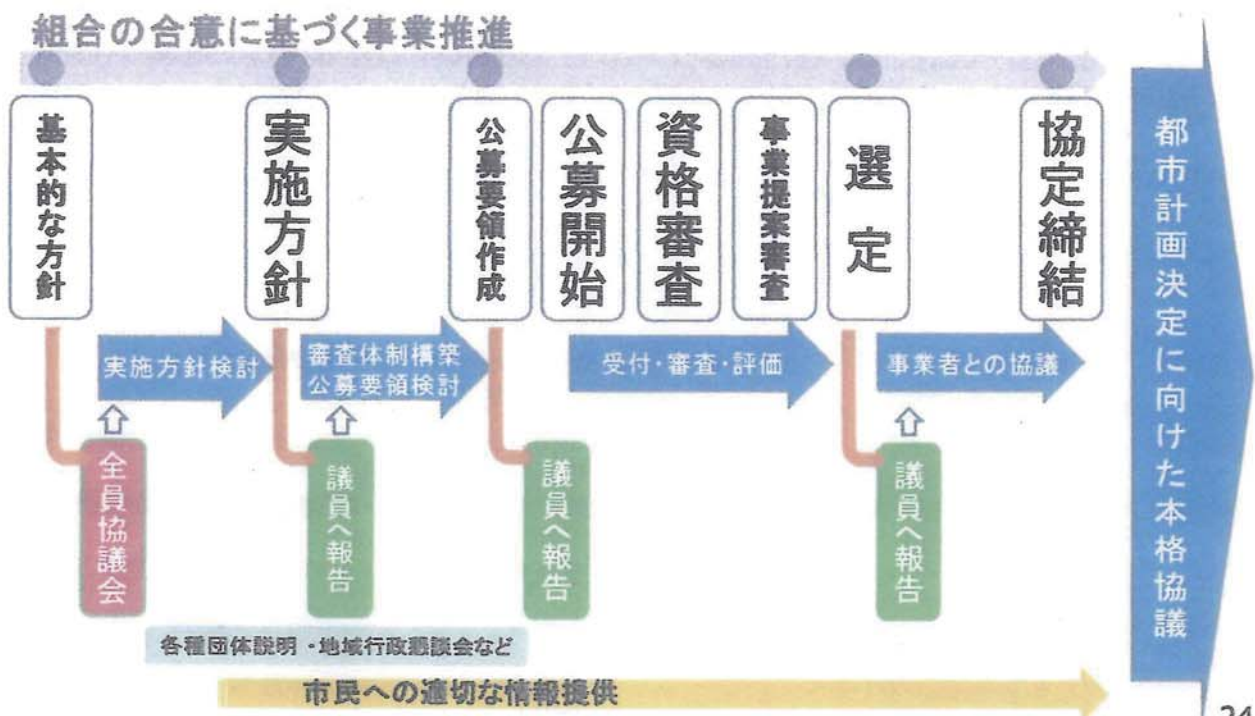 組合の合意に基づく事業推進
基本的な方針
実施方針
公募要領作成
公募開始
資格審査
事業提案審査
選定
協定締結
都市計画決定に向けた本格協議
実施方針検討
審査体制構築
公募要領検討
受付・審査・評価
事業者との協議
全員協議会
議員へ報告
議員へ報告
議員へ報告
各種団体説明・地域行政懇談会など
市民への適切な情報提供
24